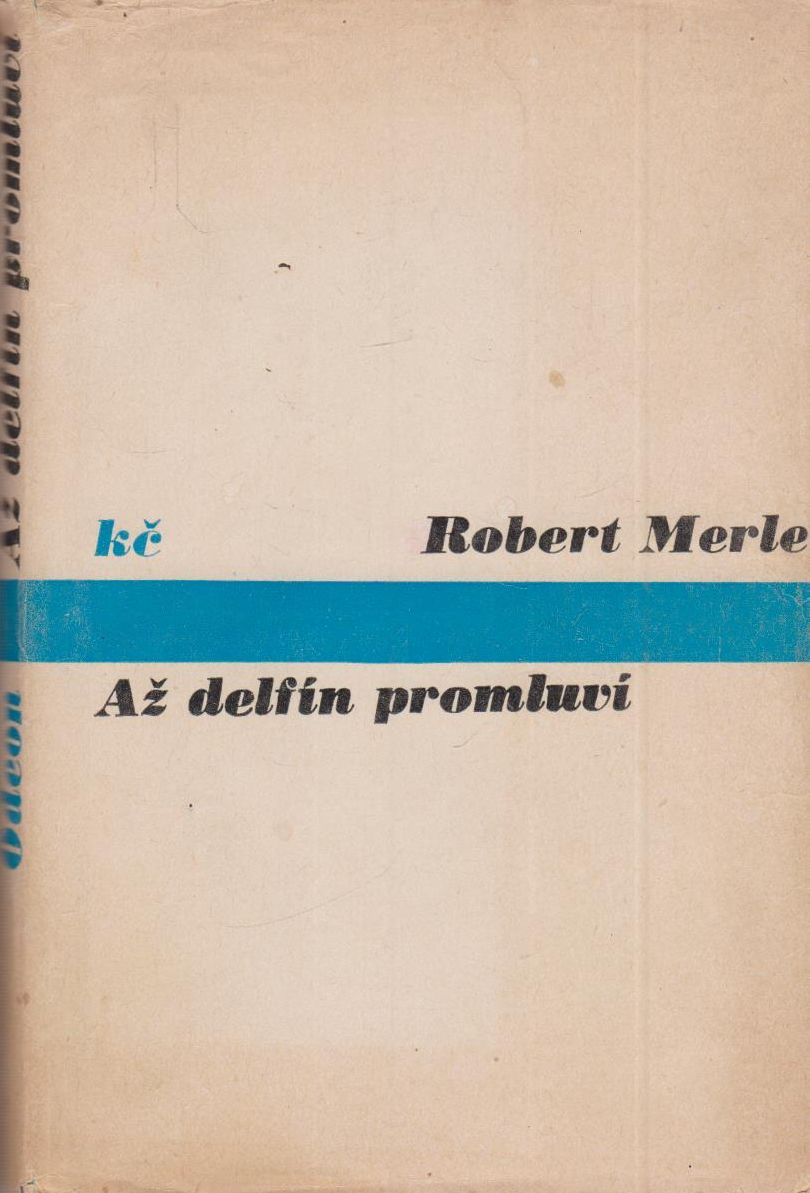 kč
Robert Merle
Až delfín promluví
Až delfín promluví
Odeon